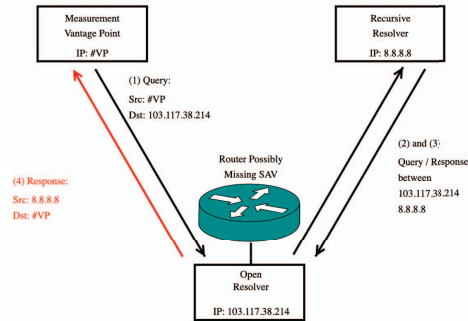 Measurement
Vantage Point
IP: #VP
Recursive
Resolver
IP: 8.8.8.8
(1) Query:
Src: #VP
Dst: 103.117.38.214
(2) and (3)
Query / Response
between
103.117.38.214
8.8.8.8
Router Possibly
Missing SAV
(4) Response:
Src: 8.8.8.8
Dst: #VP
Open
Resolver
IP: 103.117.38.214